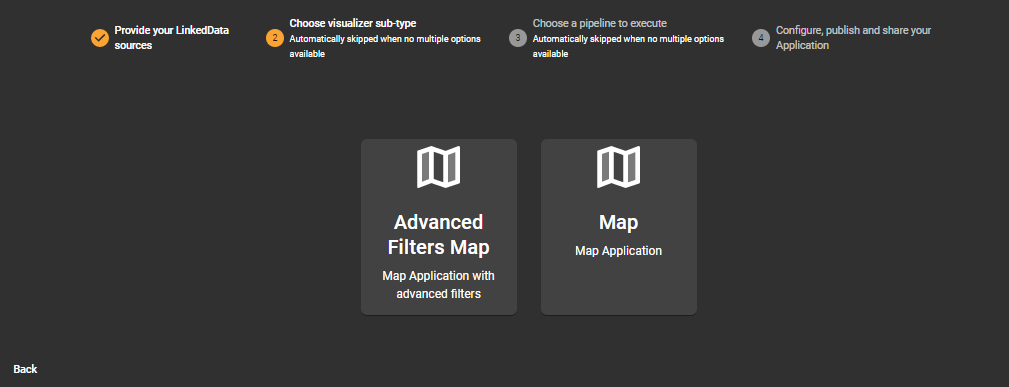 Provide your LinkedData
sources
2
Choose visualizer sub-type
Automatically skipped when no multiple options
available
3
Choose a pipeline to execute
Automatically skipped when no multiple options
available
4
Configure, publish and share your
Application
Advanced
Filters Map
Map Application with
advanced filters
Map
Map Application
Back